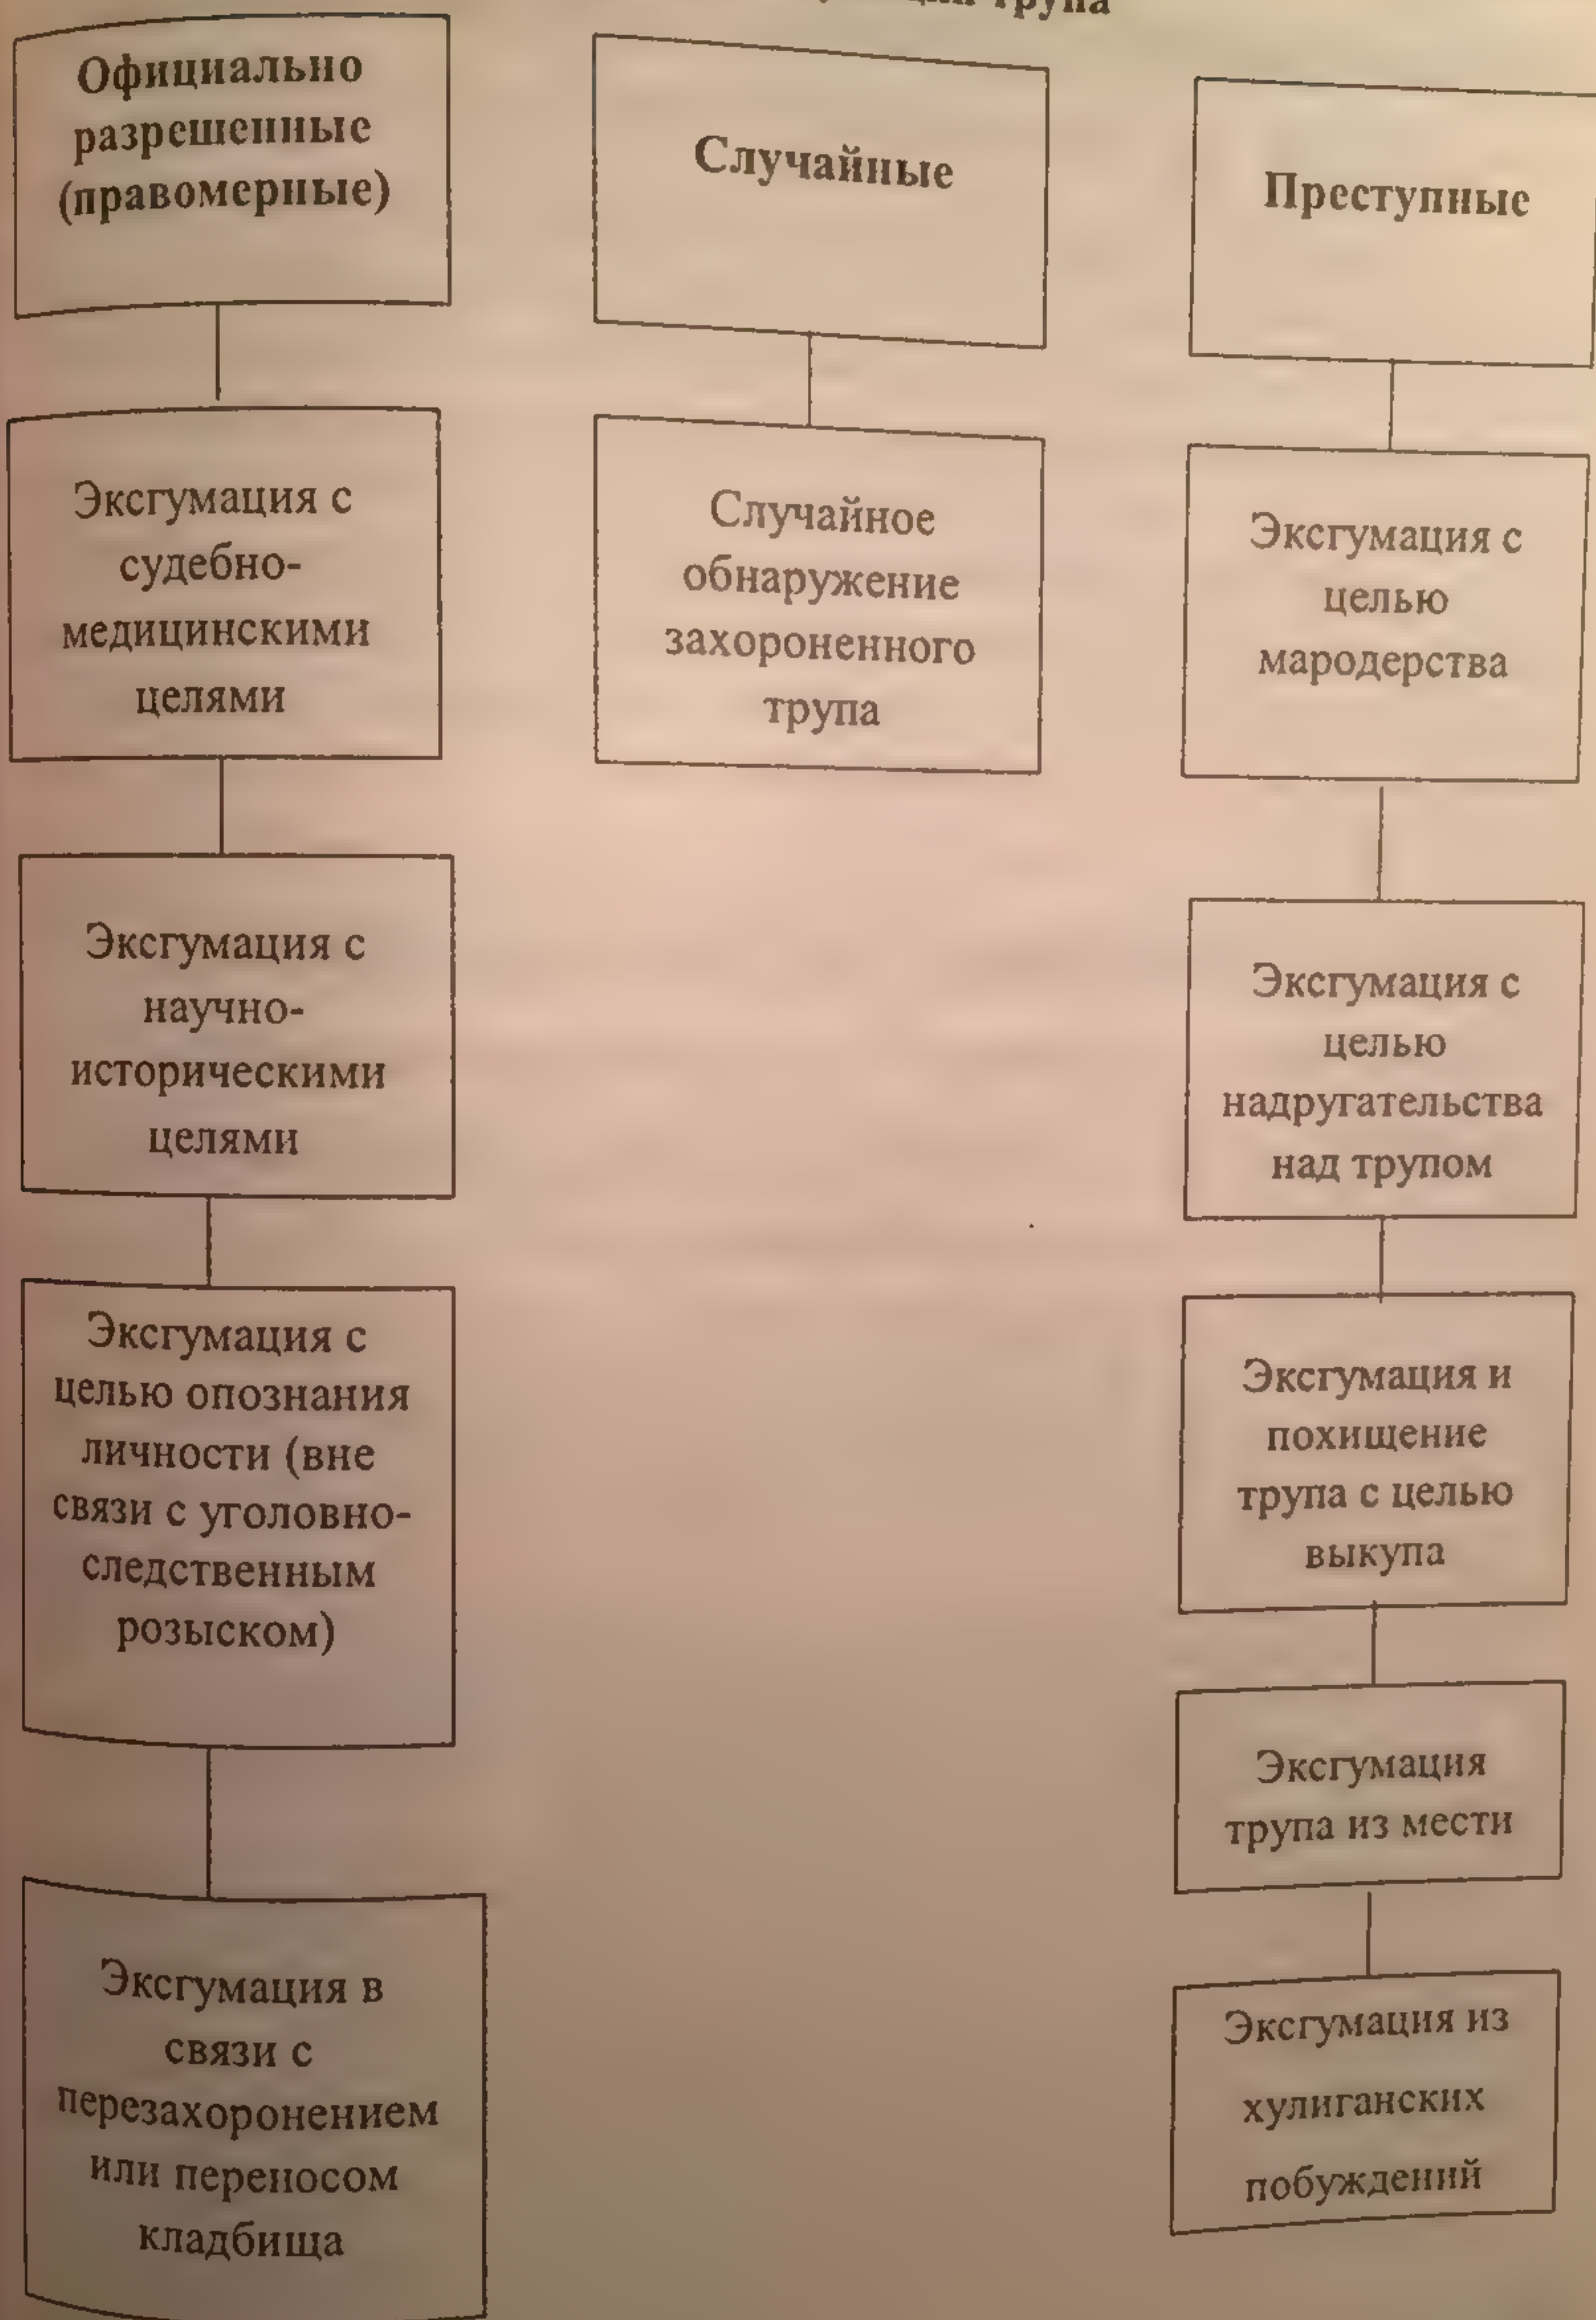 трупа
Официально
разрешенные
(правомерные)
Эксгумация с
судебно-
медицинскими
целями
Эксгумация с
научно-
историческими
целями
Эксгумация с
целью опознания
личности (вне
связи с уголовно-
следственным
розыском)
Эксгумация в
связи с
перезахоронением
или переносом
кладбища
Случайные
Случайное
обнаружение
захороненного
трупа
Преступные
Эксгумация с
целью
мародерства
Эксгумация с
целью
надругательства
над трупом
Эксгумация и
похищение
трупа с целью
выкупа
Эксгумация
трупа из мести
Эксгумация из
хулиганских
побуждений